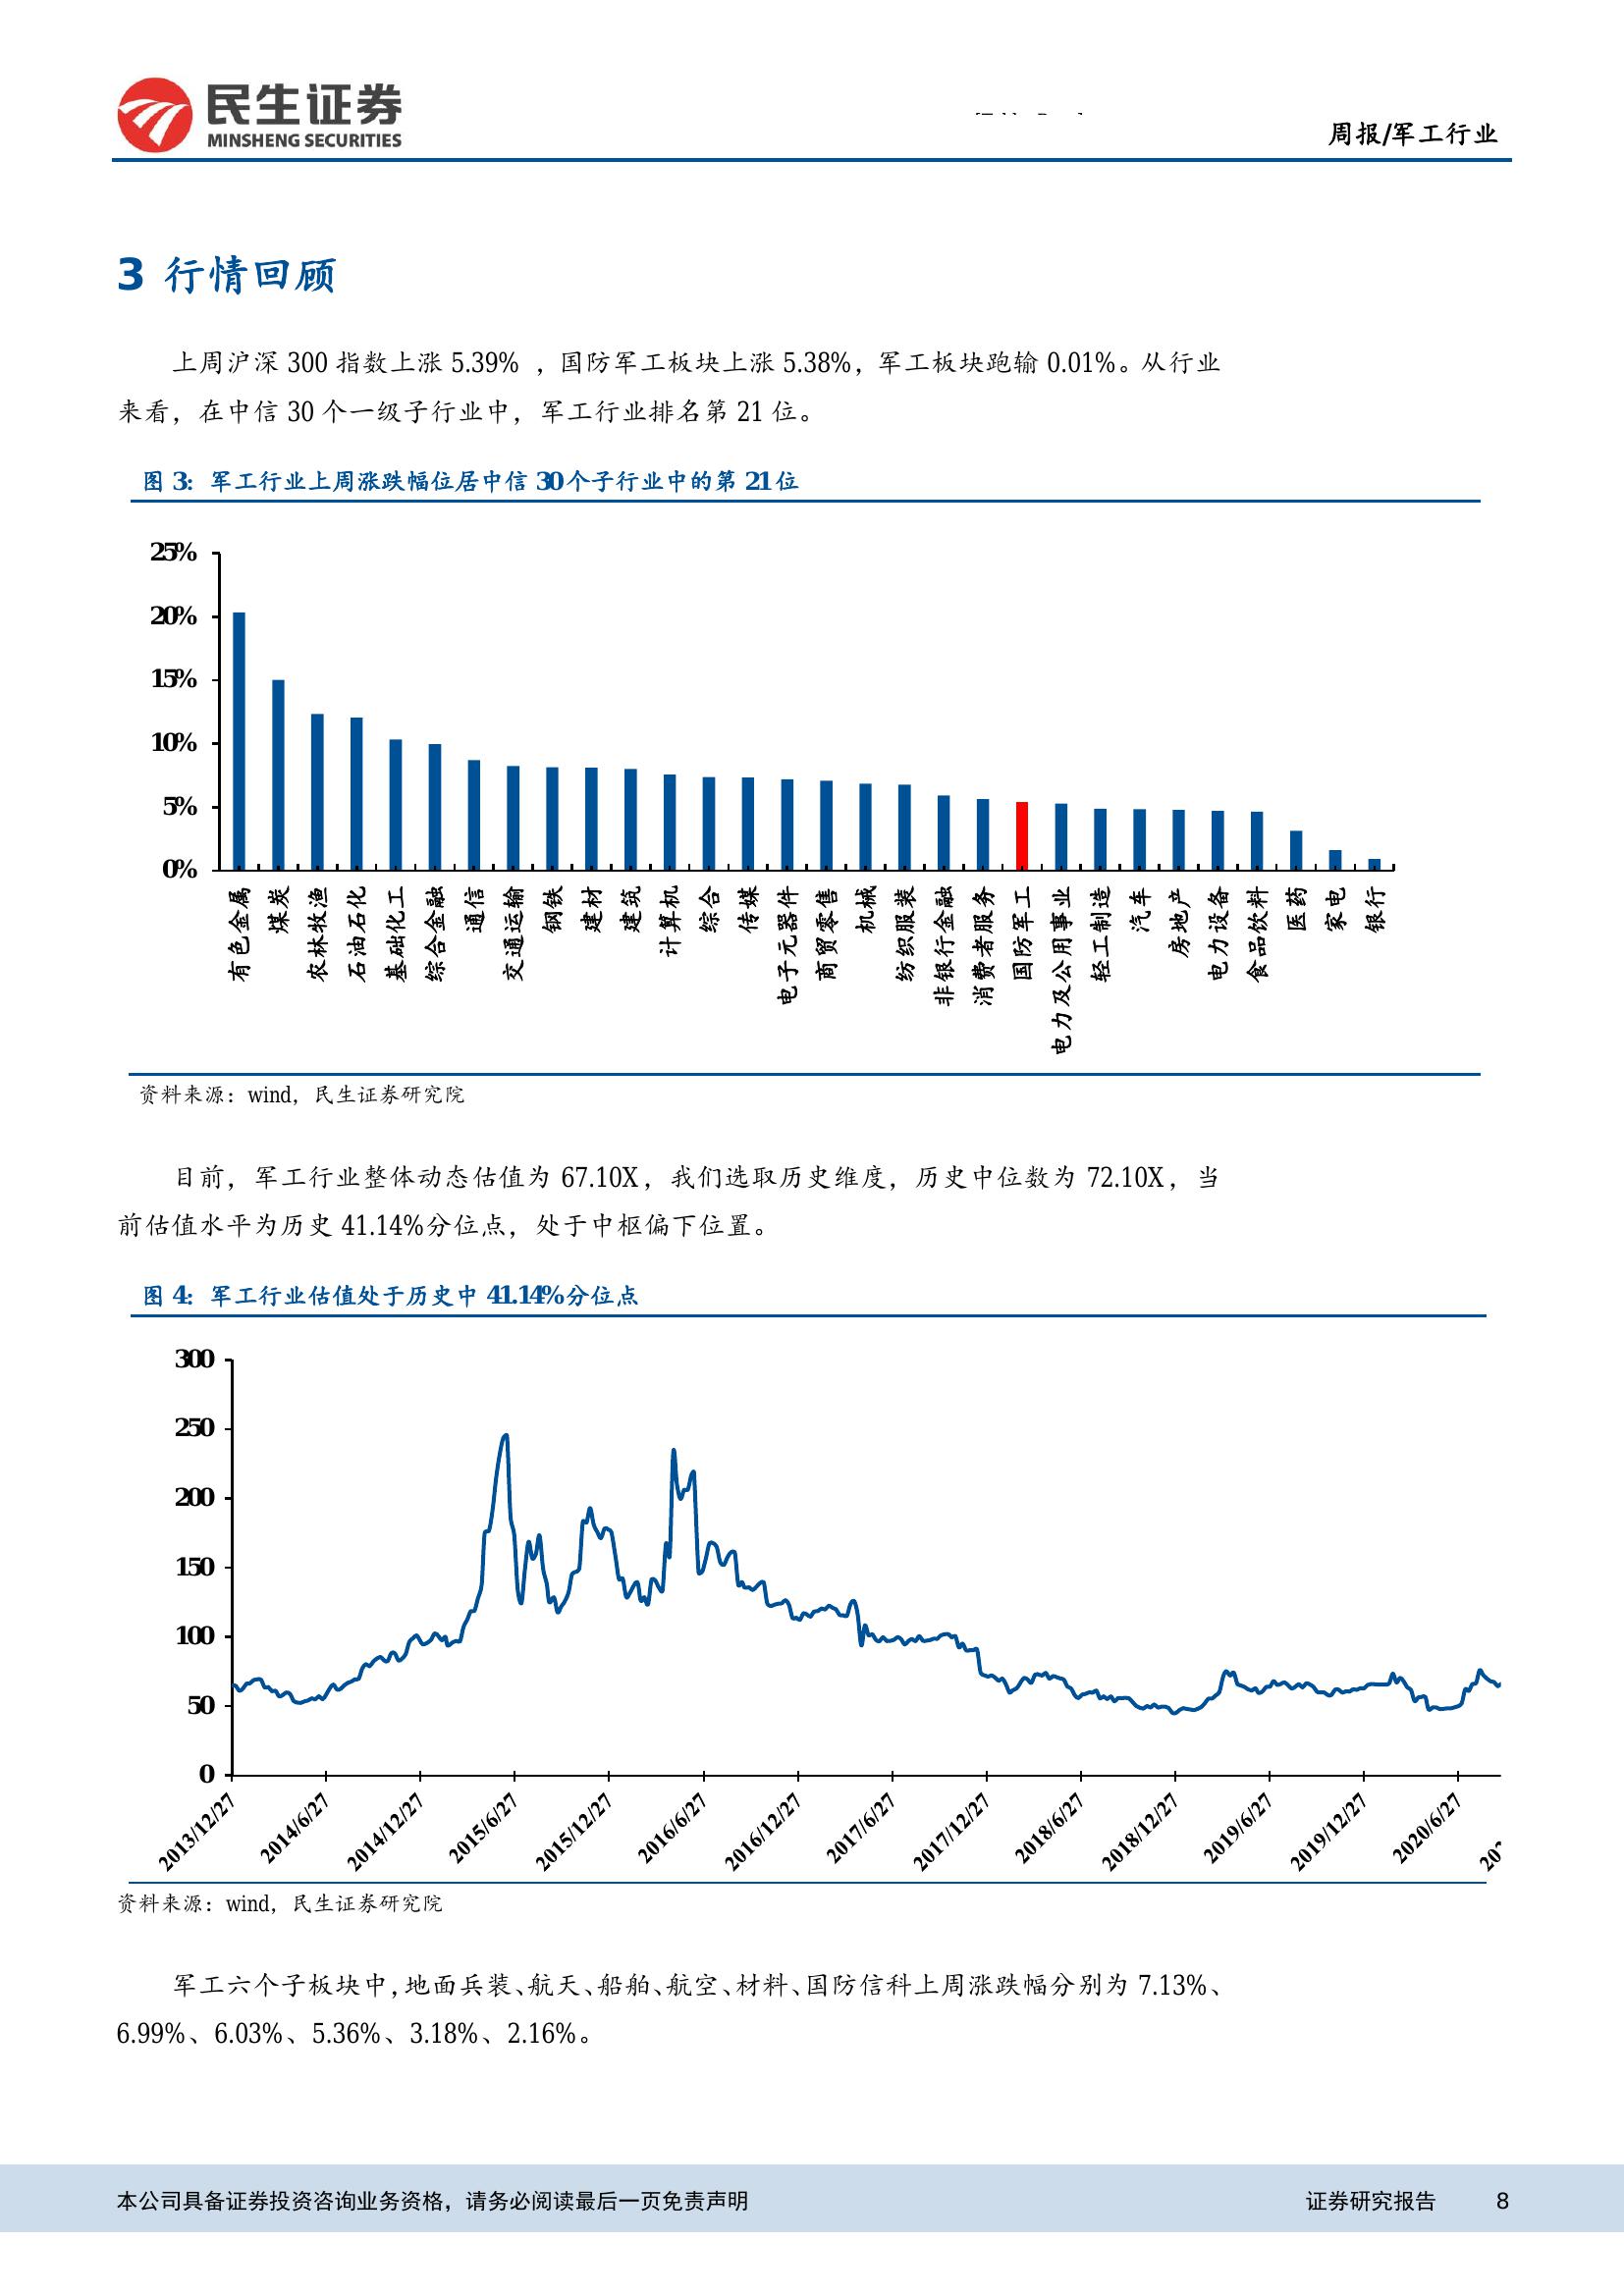 民生证券
MINSHENG SECURITIES
周报/军工行业
3 行情回顾
上周沪深 300 指数上涨 5.39% ，国防军工板块上涨 5.38%，军工板块跑输 0.01%。从行业
来看，在中信 30 个一级子行业中，军工行业排名第 21 位。
图 3：军工行业上周涨跌幅位居中信 30 个子行业中的第 21 位
25%
20%
15%
10%
5%
0%
有色金属
煤炭
农林牧渔
石油石化
基础化工
综合金融
通信
交通运输
钢铁
建材
建筑
计算机
综合
传媒
电子元器件
商贸零售
机械
纺织服装
非银行金融
消费者服务
国防军工
电力及公用事业
轻工制造
汽车
房地产
电力设备
食品饮料
医药
家电
银行
资料来源：wind，民生证券研究院
目前，军工行业整体动态估值为 67.10X，我们选取历史维度，历史中位数为 72.10X，当
前估值水平为历史 41.14%分位点，处于中枢偏下位置。
图 4：军工行业估值处于历史中 41.14%分位点
300
250
200
150
100
50
0
2013/12/27
2014/6/27
2014/12/27
2015/6/27
2015/12/27
2016/6/27
2016/12/27
2017/6/27
2017/12/27
2018/6/27
2018/12/27
2019/6/27
2019/12/27
2020/6/27
资料来源：wind，民生证券研究院
军工六个子板块中，地面兵装、航天、船舶、航空、材料、国防信科上周涨跌幅分别为 7.13%、
6.99%、6.03%、5.36%、3.18%、2.16%。
本公司具备证券投资咨询业务资格，请务必阅读最后一页免责声明
证券研究报告 8